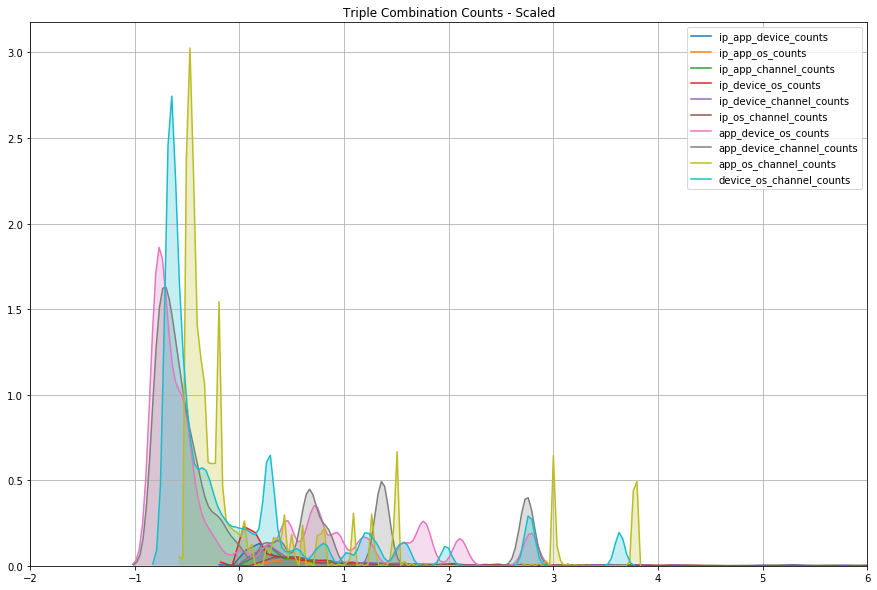 Triple Combination Counts - Scaled
ip_app_device_counts
ip_app_os_counts
ip_app_channel_counts
ip_device_os_counts
ip_device_channel_counts
ip_os_channel_counts
app_device_os_counts
app_device_channel_counts
app_os_channel_counts
device_os_channel_counts
3.0
2.5
2.0
1.5
1.0
0.5
0.0
−2 −1 0 1 2 3 4 5 6